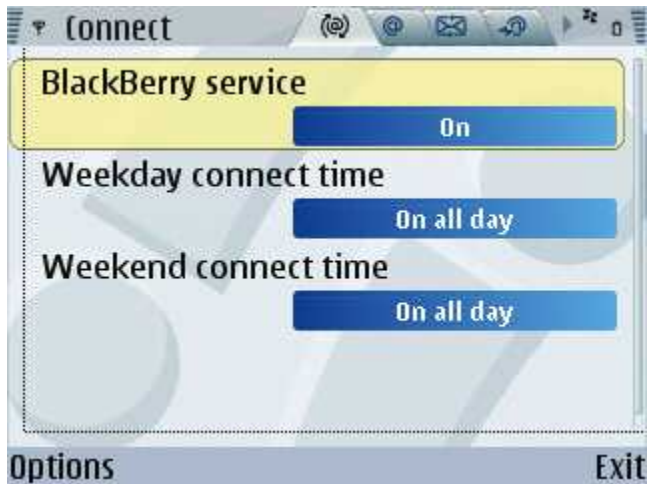 Connect
BlackBerry service
On
Weekday connect time
On all day
Weekend connect time
On all day
Options Exit